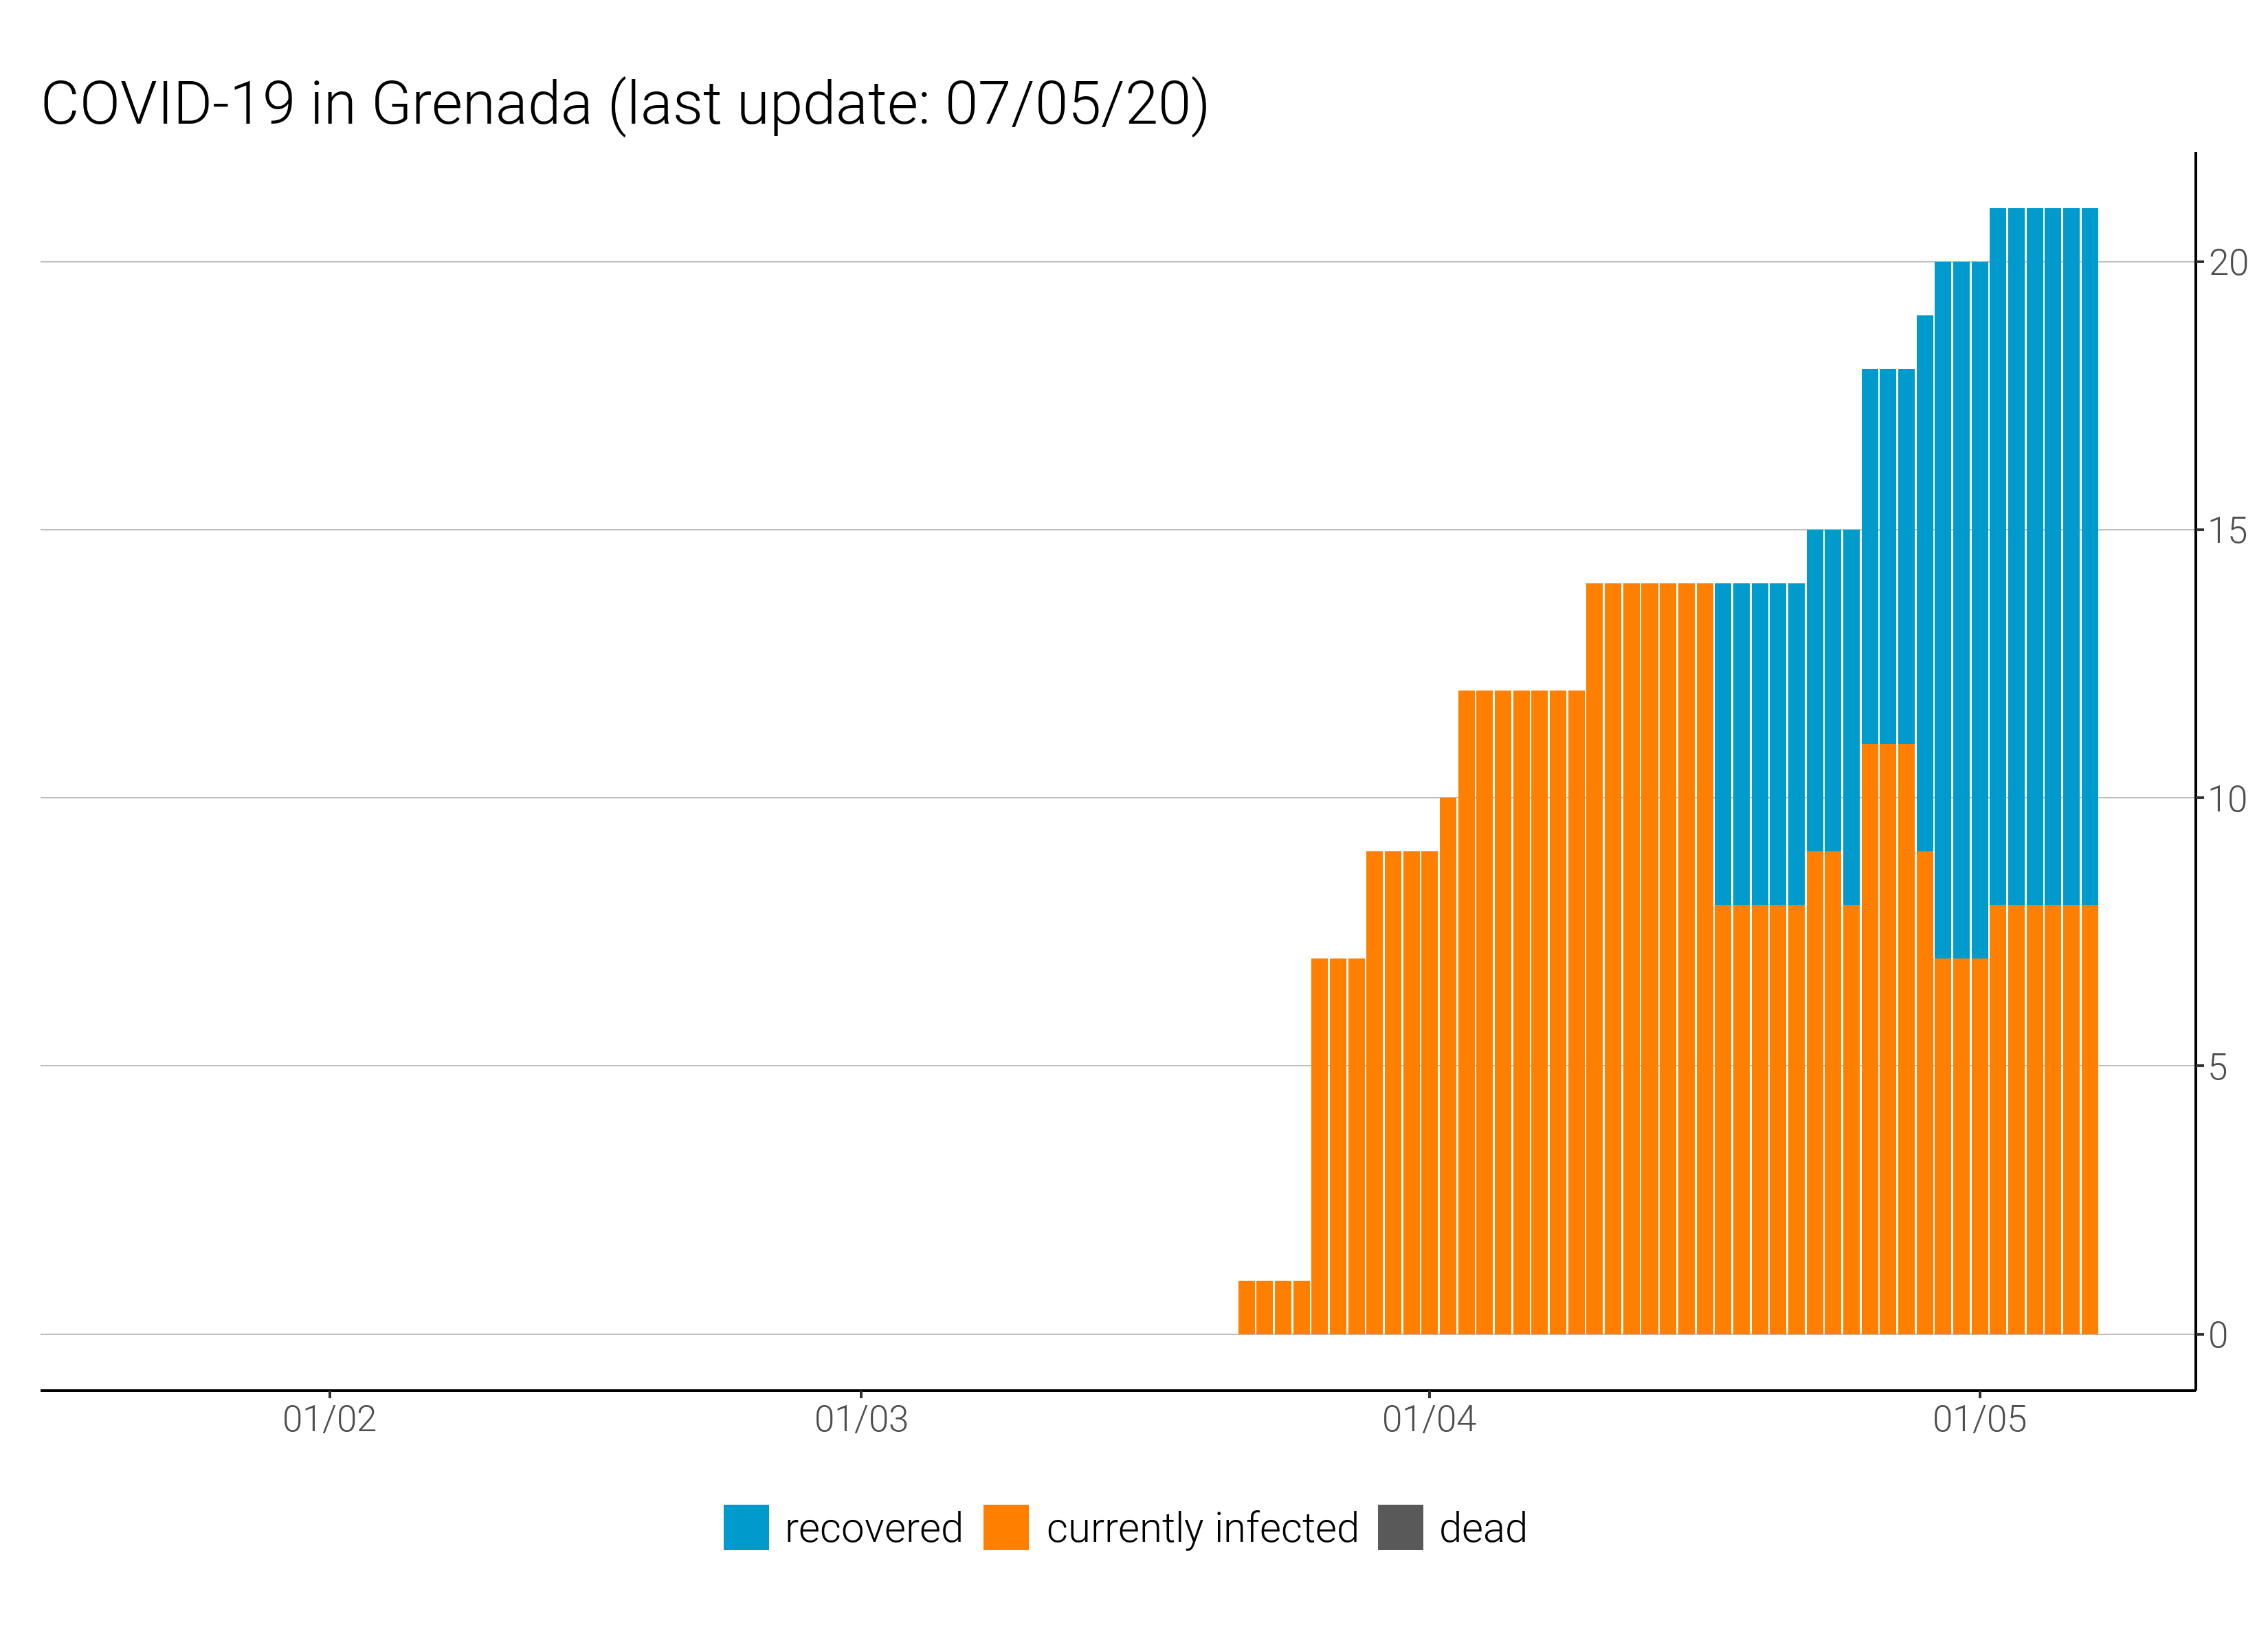 COVID-19 in Grenada (last update: 07/05/20)
20
15
10
5
0
01/02 01/03 01/04 01/05
recovered currently infected dead